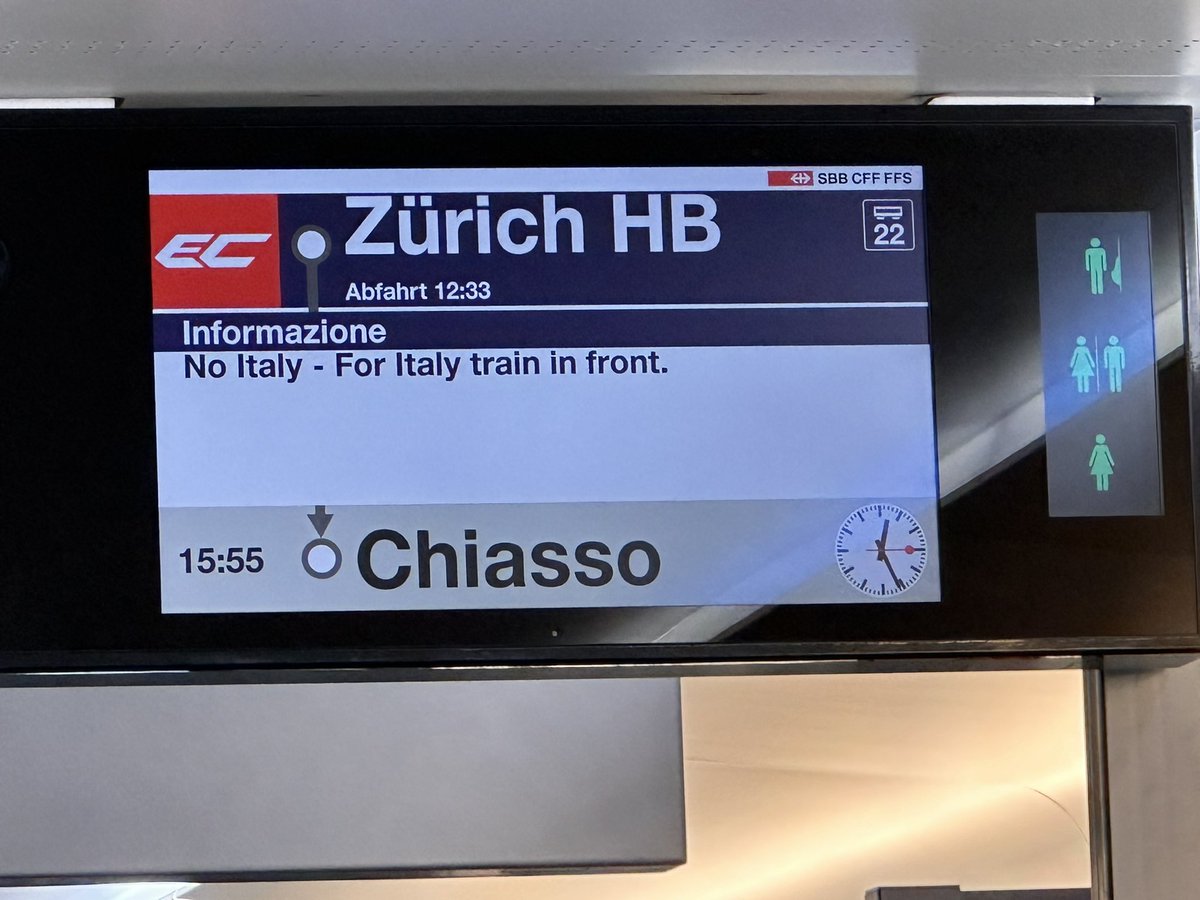 SBB CFF FFS
EC
Zürich HB
22
Abfahrt 12:33
Informazione
No Italy - For Italy train in front.
15:55 Chiasso